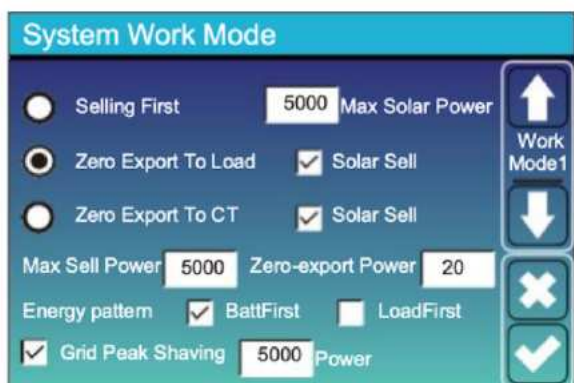 System Work Mode
Selling First 5000 Max Solar Power
Zero Export To Load Solar Sell
Work
Mode1
Zero Export To CT Solar Sell
Max Sell Power 5000 Zero-export Power 20
Energy pattern BattFirst LoadFirst
Grid Peak Shaving 5000 Power